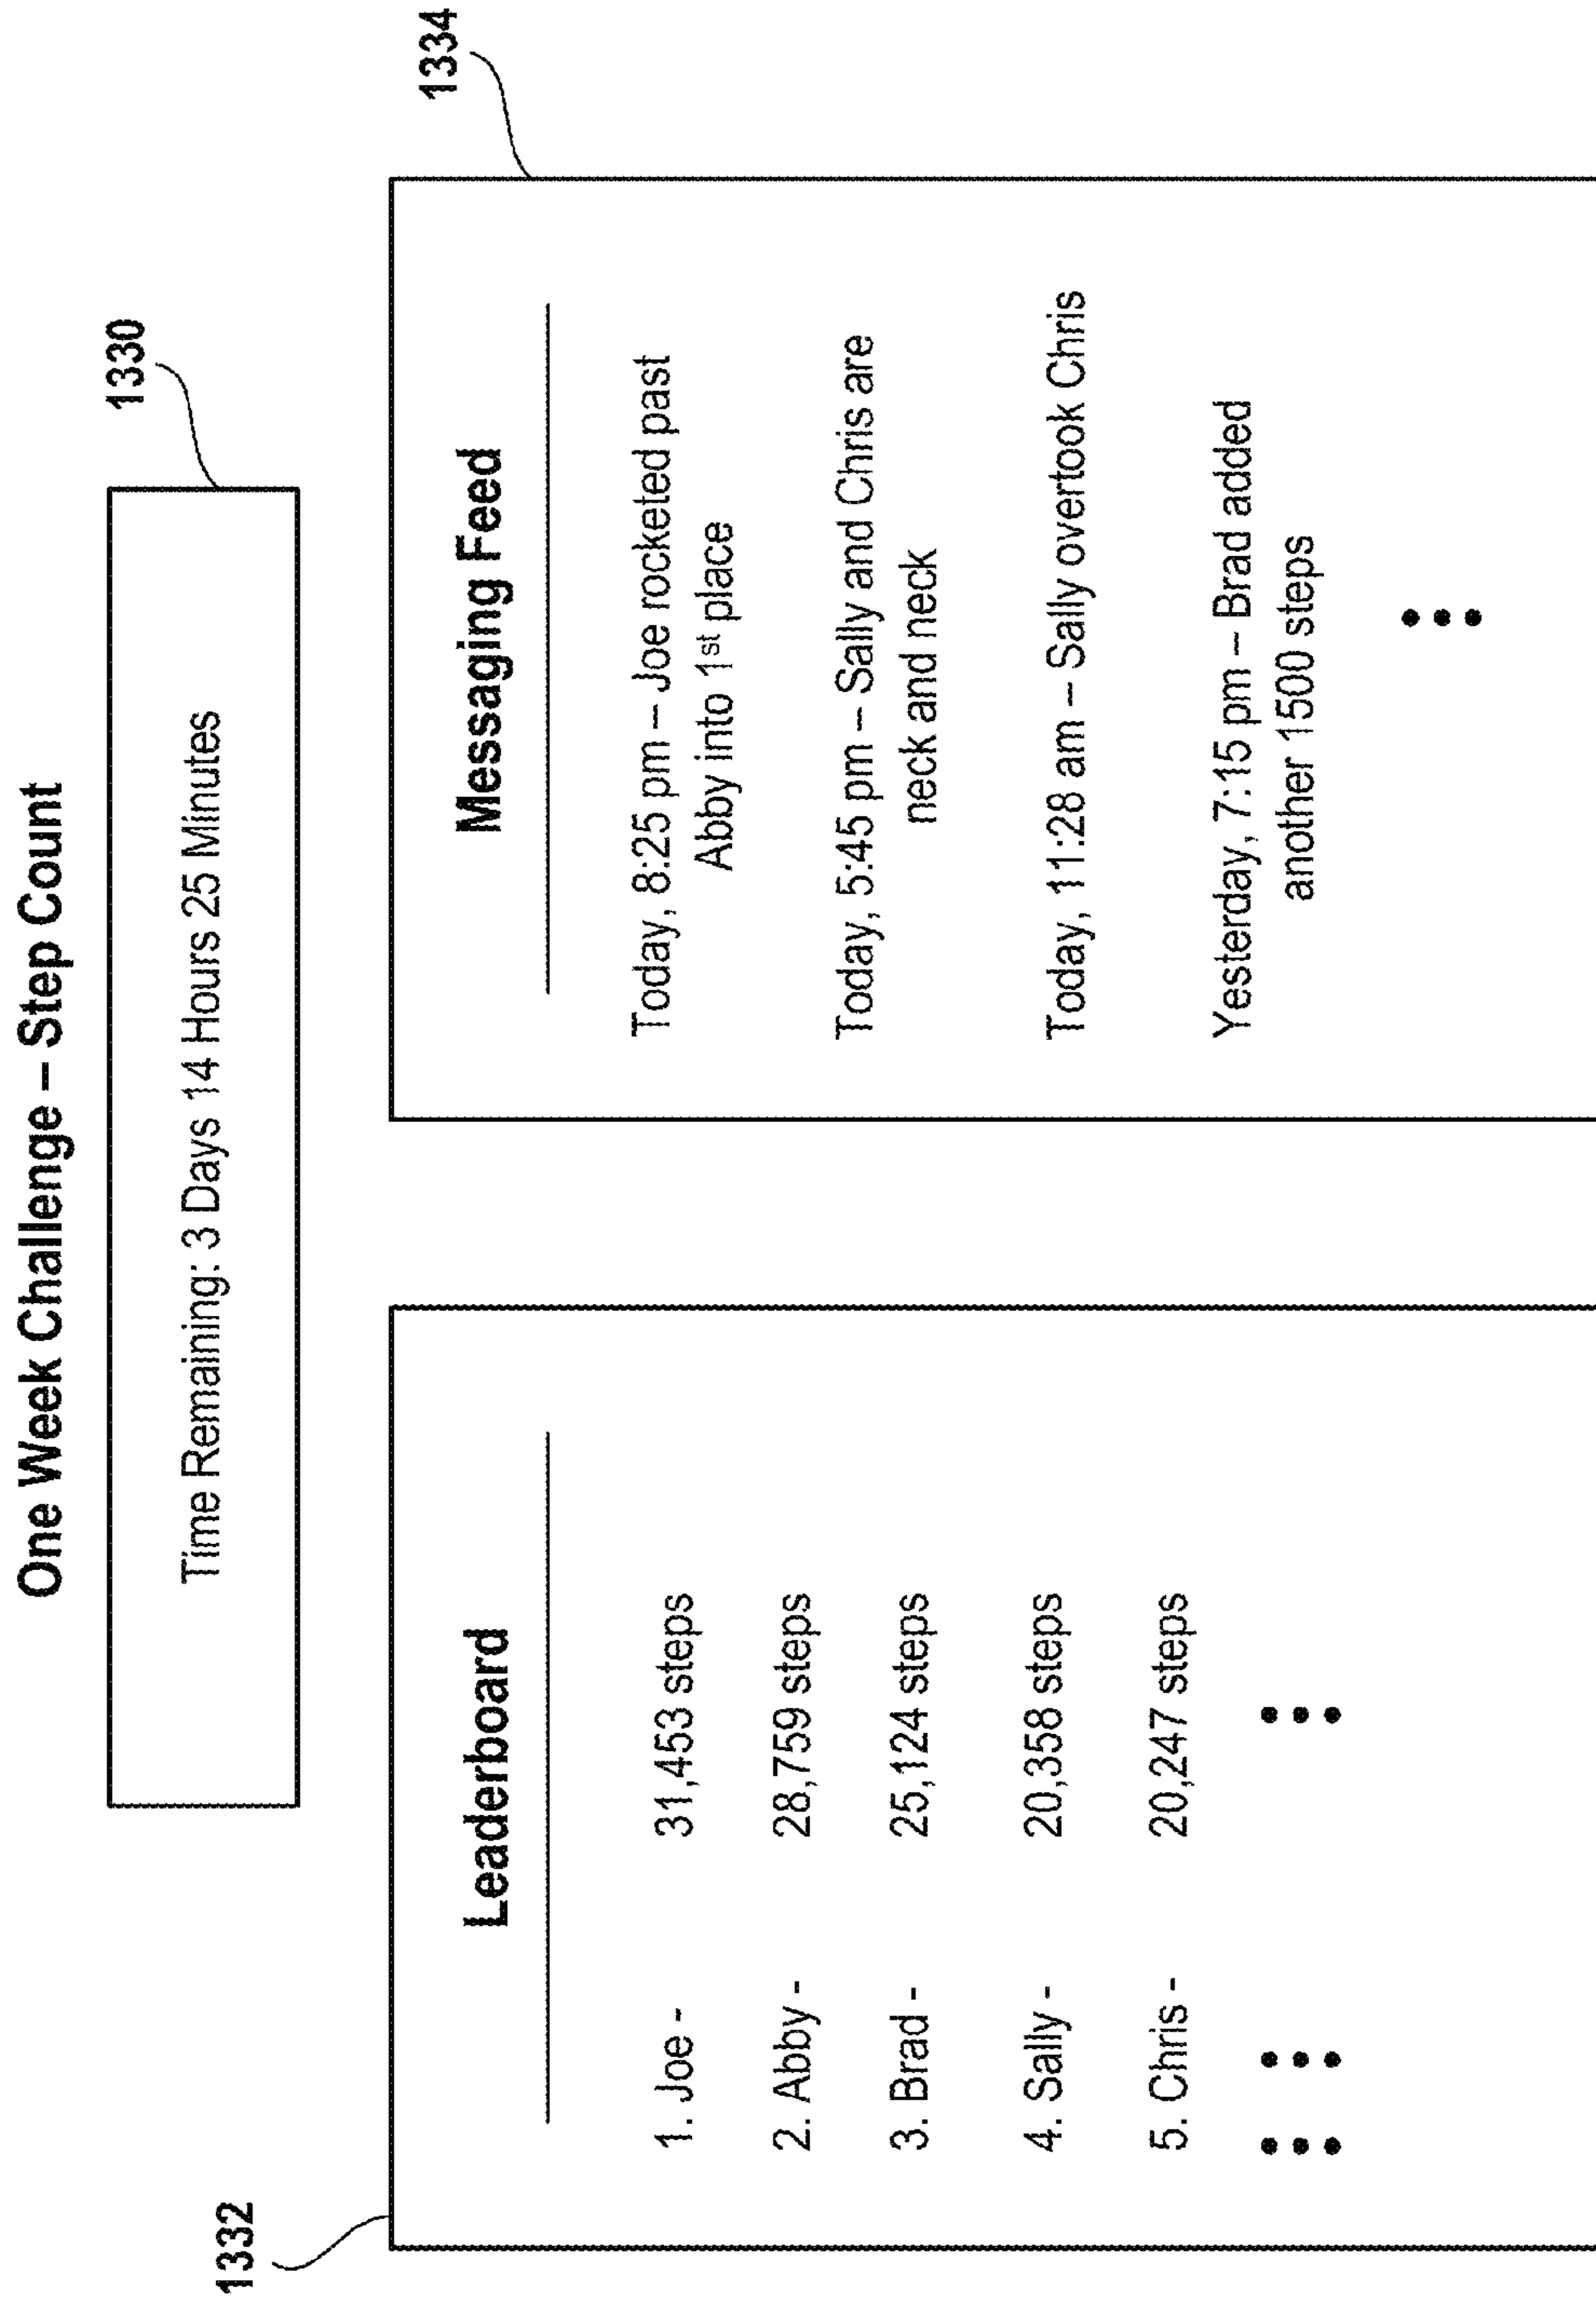 One Week Challenge – Step Count
1330
Time Remaining: 3 Days 14 Hours 25 Minutes
1332
Leaderboard
1. Joe - 31,453 steps
2. Abby - 28,759 steps
3. Brad - 25,124 steps
4. Sally - 20,358 steps
5. Chris - 20,247 steps
1334
Messaging Feed
Today, 8:25 pm – Joe rocketed past
Abby into 1st place
Today, 5:45 pm – Sally and Chris are
neck and neck
Today, 11:28 am – Sally overtook Chris
Yesterday, 7:15 pm – Brad added
another 1500 steps